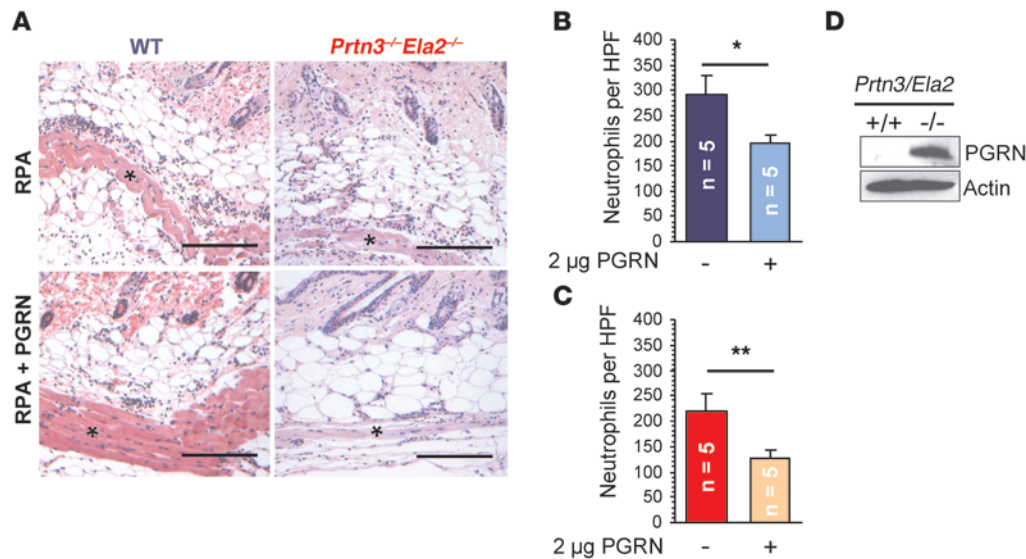 A
WT
Prtn3–/–Ela2–/–
RPA
*
*
RPA + PGRN
*
*
B
Neutrophils per HPF
400
350
300
250
200
150
100
50
0
*
n = 5
n = 5
2 µg PGRN
-
+
C
Neutrophils per HPF
400
350
300
250
200
150
100
50
0
**
n = 5
n = 5
2 µg PGRN
-
+
D
Prtn3/Ela2
+/+ -/-
PGRN
Actin